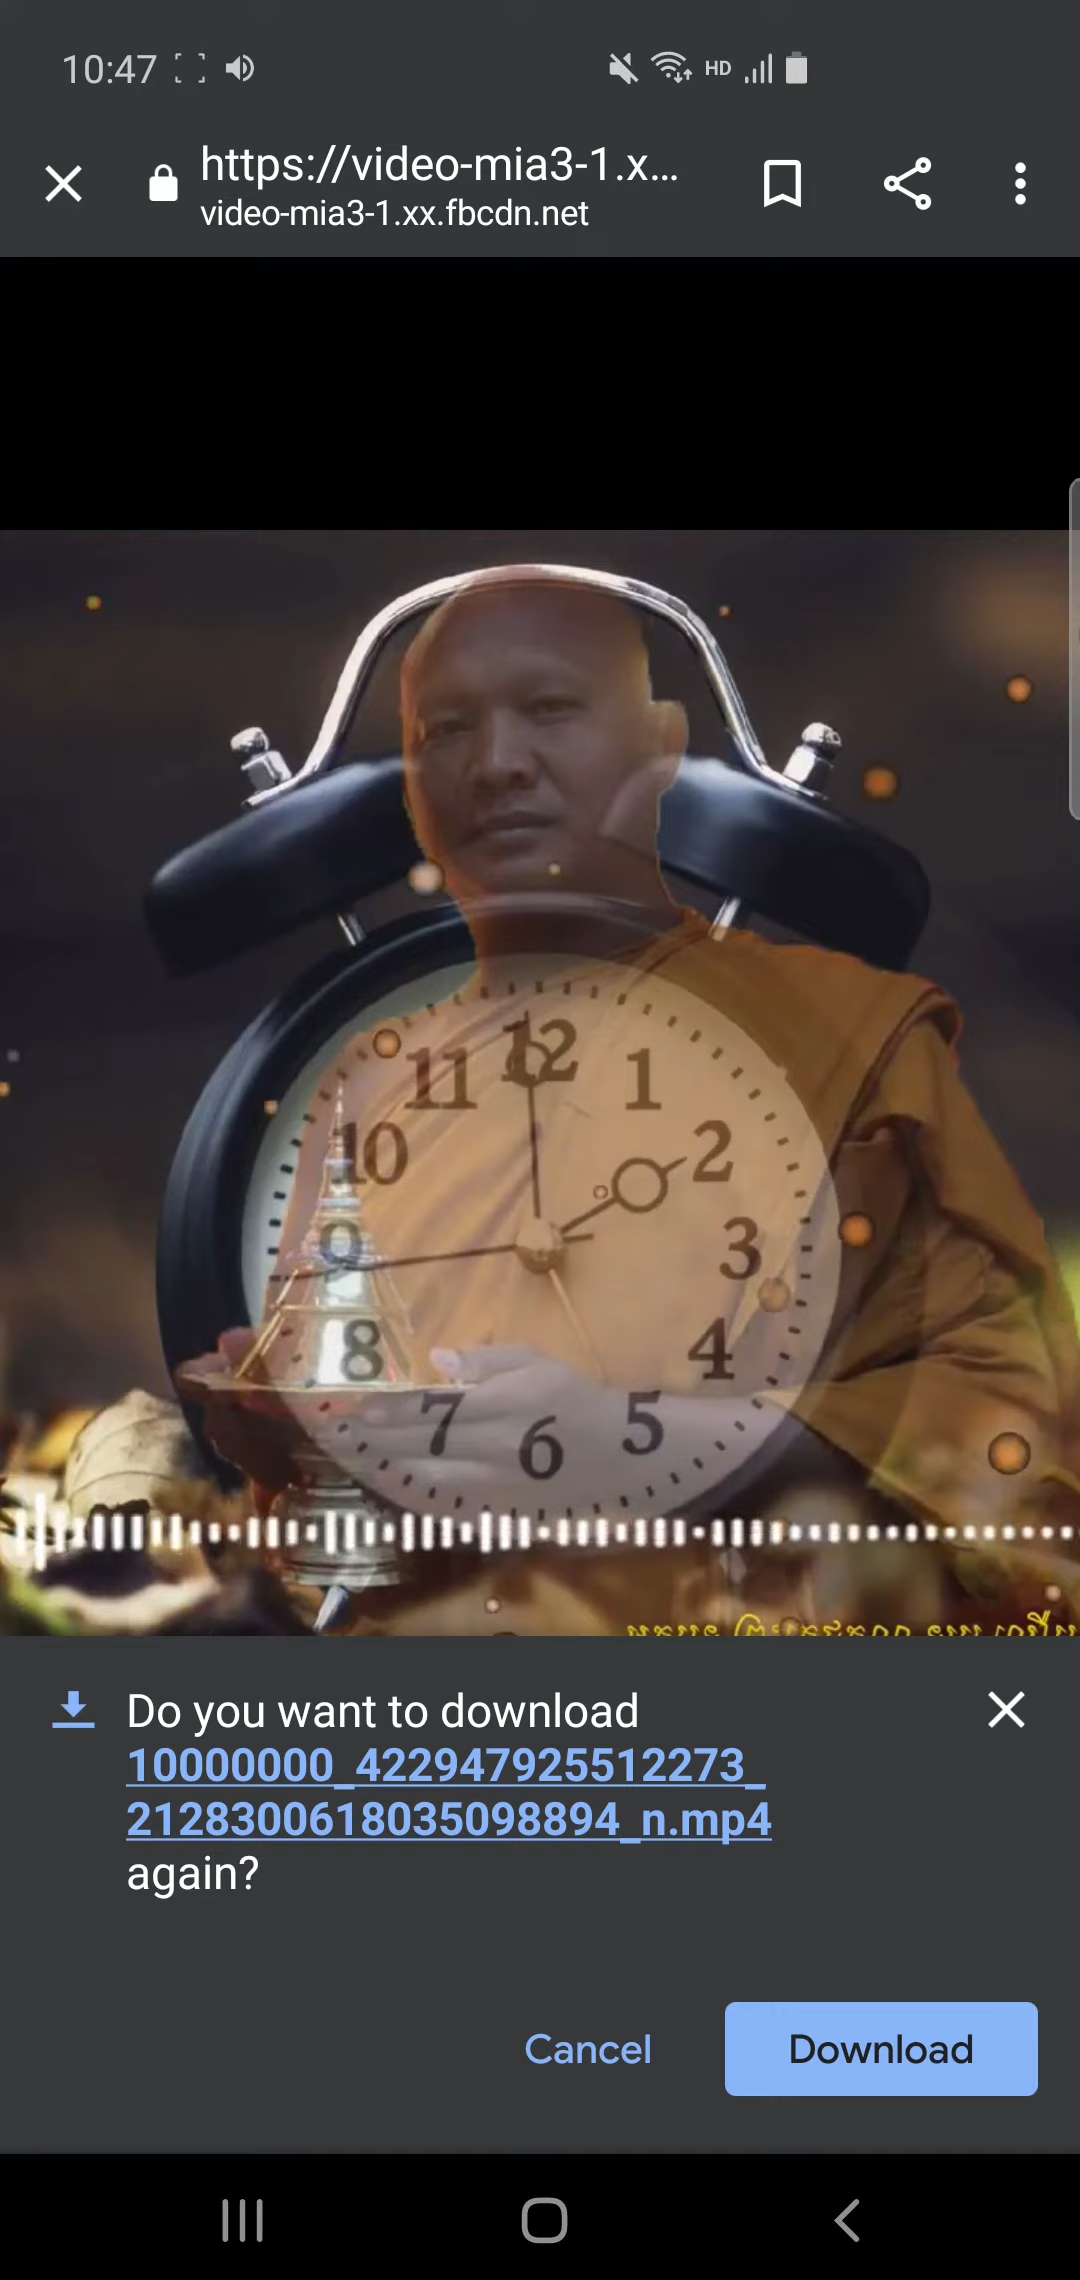 10:47
HD
https://video-mia3-1.x...
video-mia3-1.xx.fbcdn.net
12
11
1
10
2
9
3
8
4
7
5
6
Do you want to download
10000000_422947925512273_
2128300618035098894_n.mp4
again?
Cancel
Download